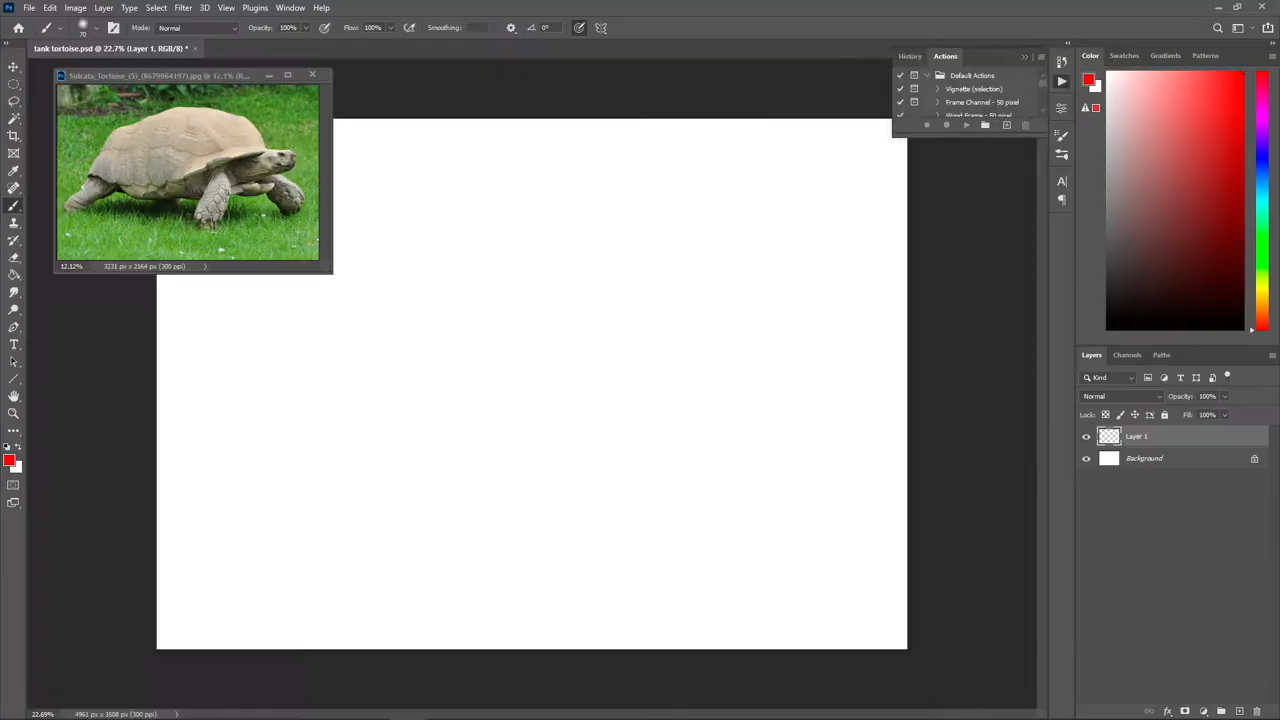 Ps File Edit Image Layer Type Select Filter 3D View Plugins Window Help
70 Mode: Normal Opacity: 100% Flow: 100% Smoothing: 0°
tank tortoise.psd @ 22.7% (Layer 1, RGB/8) * ×
Sulcata_Tortoise_(5)_(8679964197).jpg @ 12.1% (R...
12.12% 3231 px x 2164 px (300 ppi)
History Actions
Default Actions
Vignette (selection)
Frame Channel - 50 pixel
Wood Frame - 50 pixel
Color Swatches Gradients Patterns
Layers Channels Paths
Kind
Normal Opacity: 100%
Lock: Fill: 100%
Layer 1
Background
22.69% 4961 px x 3508 px (300 ppi)